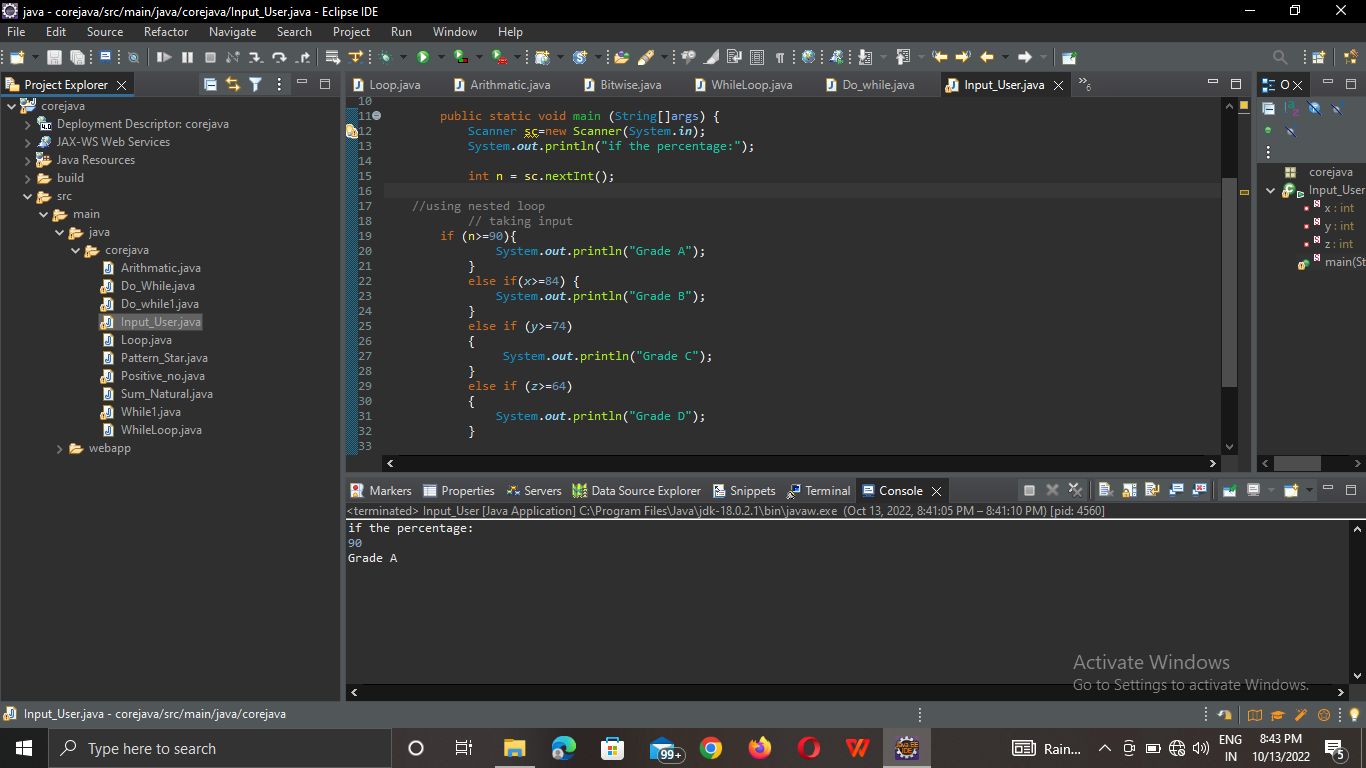 java - corejava/src/main/java/corejava/Input_User.java - Eclipse IDE
File Edit Source Refactor Navigate Search Project Run Window Help
Project Explorer
corejava
Deployment Descriptor: corejava
JAX-WS Web Services
Java Resources
build
src
main
java
corejava
Arithmatic.java
Do_While.java
Do_while1.java
Input_User.java
Loop.java
Pattern_Star.java
Positive_no.java
Sum_Natural.java
While1.java
WhileLoop.java
webapp
Loop.java Arithmatic.java Bitwise.java WhileLoop.java Do_while.java Input_User.java »6
10
11 public static void main (String[]args) {
12 Scanner sc=new Scanner(System.in);
13 System.out.println("if the percentage:");
14
15 int n = sc.nextInt();
16
17 //using nested loop
18 // taking input
19 if (n>=90){
20 System.out.println("Grade A");
21 }
22 else if(x>=84) {
23 System.out.println("Grade B");
24 }
25 else if (y>=74)
26 {
27 System.out.println("Grade C");
28 }
29 else if (z>=64)
30 {
31 System.out.println("Grade D");
32 }
33
O
corejava
Input_User
x : int
y : int
z : int
main(St
Markers Properties Servers Data Source Explorer Snippets Terminal Console
<terminated> Input_User [Java Application] C:\Program Files\Java\jdk-18.0.2.1\bin\javaw.exe (Oct 13, 2022, 8:41:05 PM – 8:41:10 PM) [pid: 4560]
if the percentage:
90
Grade A
Activate Windows
Go to Settings to activate Windows.
Input_User.java - corejava/src/main/java/corejava
Type here to search
99+
Rain...
ENG
IN
8:43 PM
10/13/2022
5